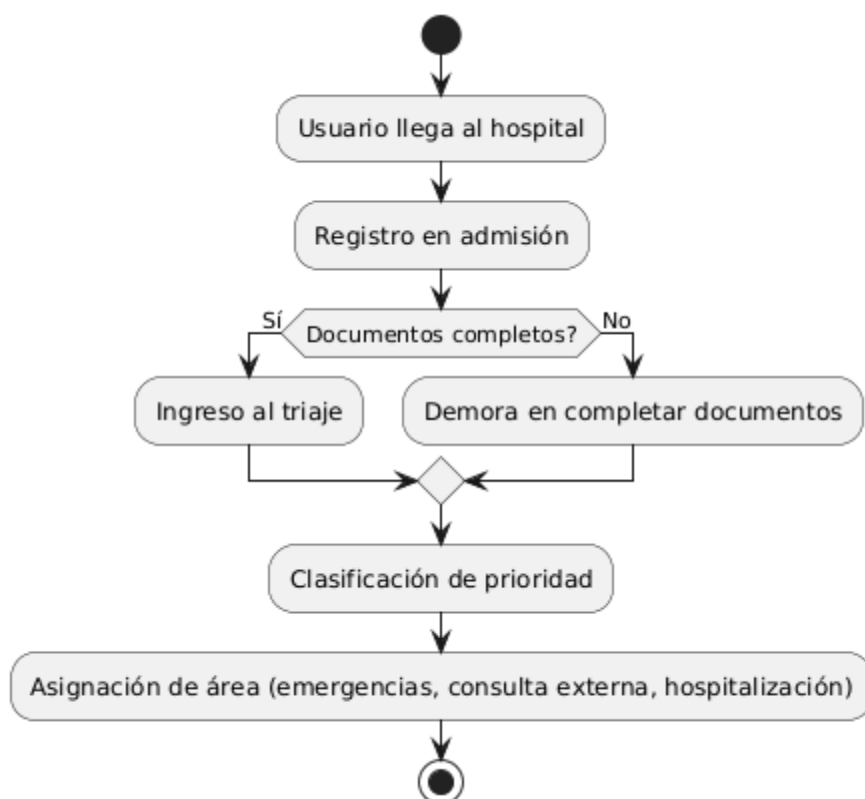 Usuario llega al hospital
Registro en admisión
Sí
Documentos completos?
No
Ingreso al triaje
Demora en completar documentos
Clasificación de prioridad
Asignación de área (emergencias, consulta externa, hospitalización)